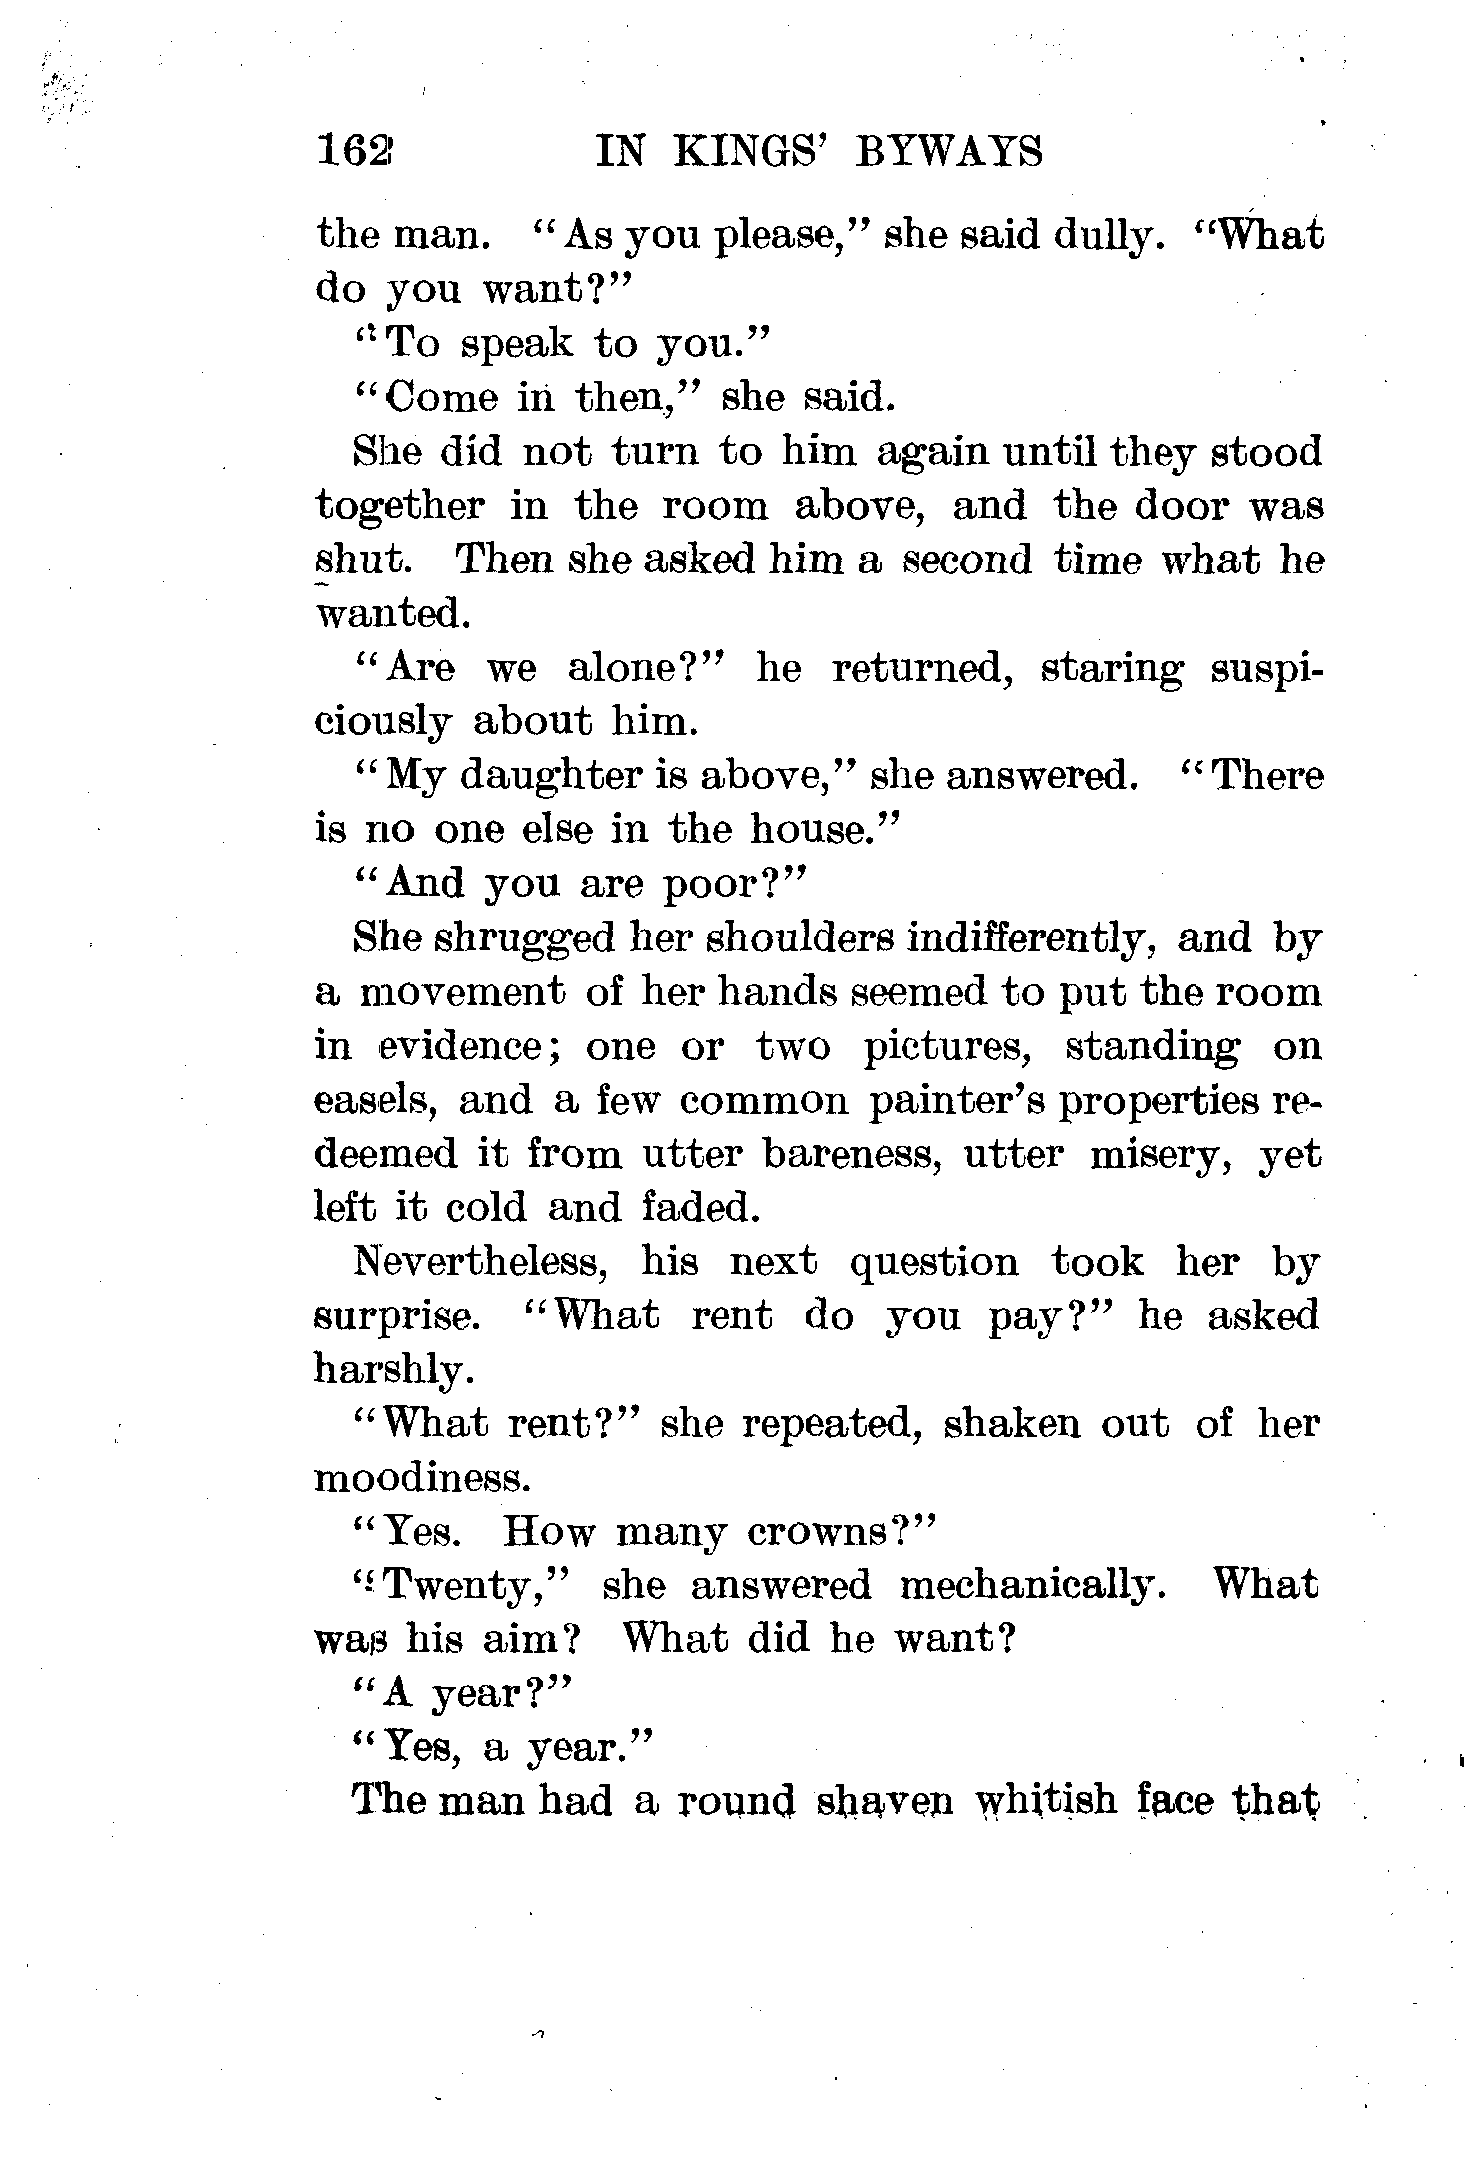 162 IN KINGS' BYWAYS
the man. "As you please," she said dully. "What
do you want?"
"To speak to you."
"Come in then," she said.
She did not turn to him again until they stood
together in the room above, and the door was
shut. Then she asked him a second time what he
wanted.
"Are we alone?" he returned, staring suspi-
ciously about him.
"My daughter is above," she answered. "There
is no one else in the house."
"And you are poor?"
She shrugged her shoulders indifferently, and by
a movement of her hands seemed to put the room
in evidence; one or two pictures, standing on
easels, and a few common painter's properties re-
deemed it from utter bareness, utter misery, yet
left it cold and faded.
Nevertheless, his next question took her by
surprise. "What rent do you pay?" he asked
harshly.
"What rent?" she repeated, shaken out of her
moodiness.
"Yes. How many crowns?"
"Twenty," she answered mechanically. What
was his aim? What did he want?
"A year?"
"Yes, a year."
The man had a round shaven whitish face that